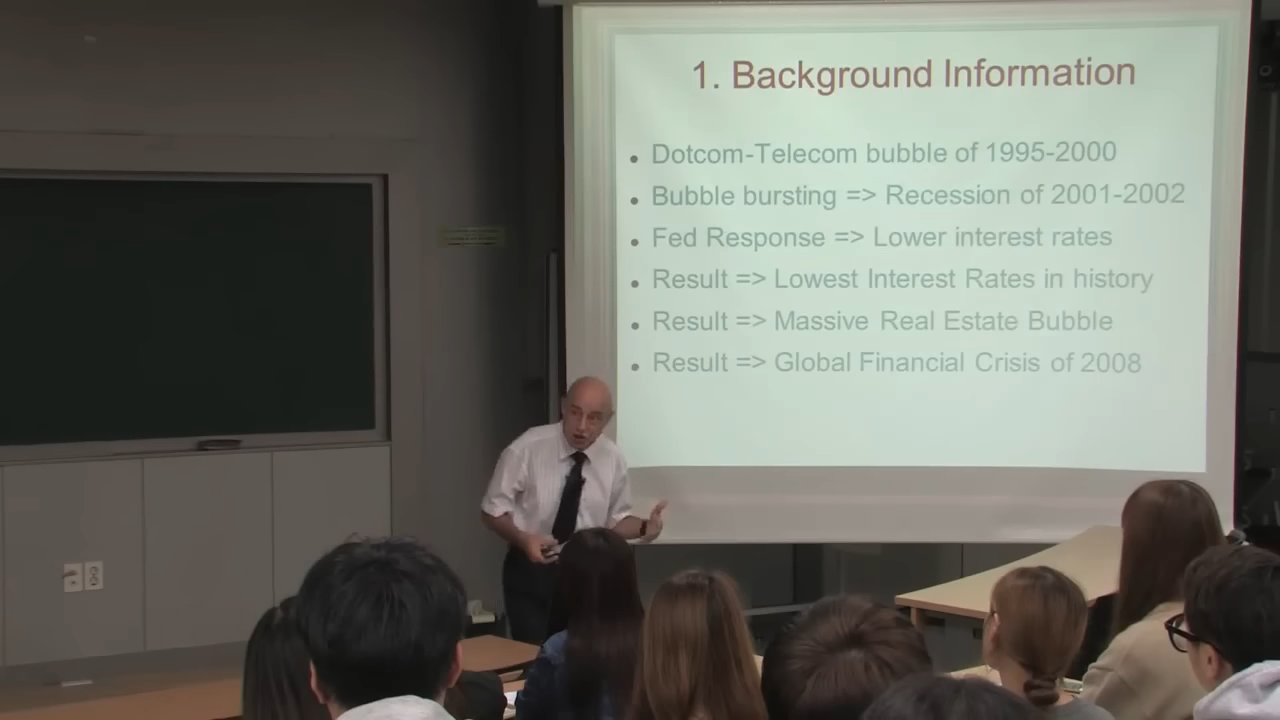 1. Background Information
• Dotcom-Telecom bubble of 1995-2000
• Bubble bursting => Recession of 2001-2002
• Fed Response => Lower interest rates
• Result => Lowest Interest Rates in history
• Result => Massive Real Estate Bubble
• Result => Global Financial Crisis of 2008